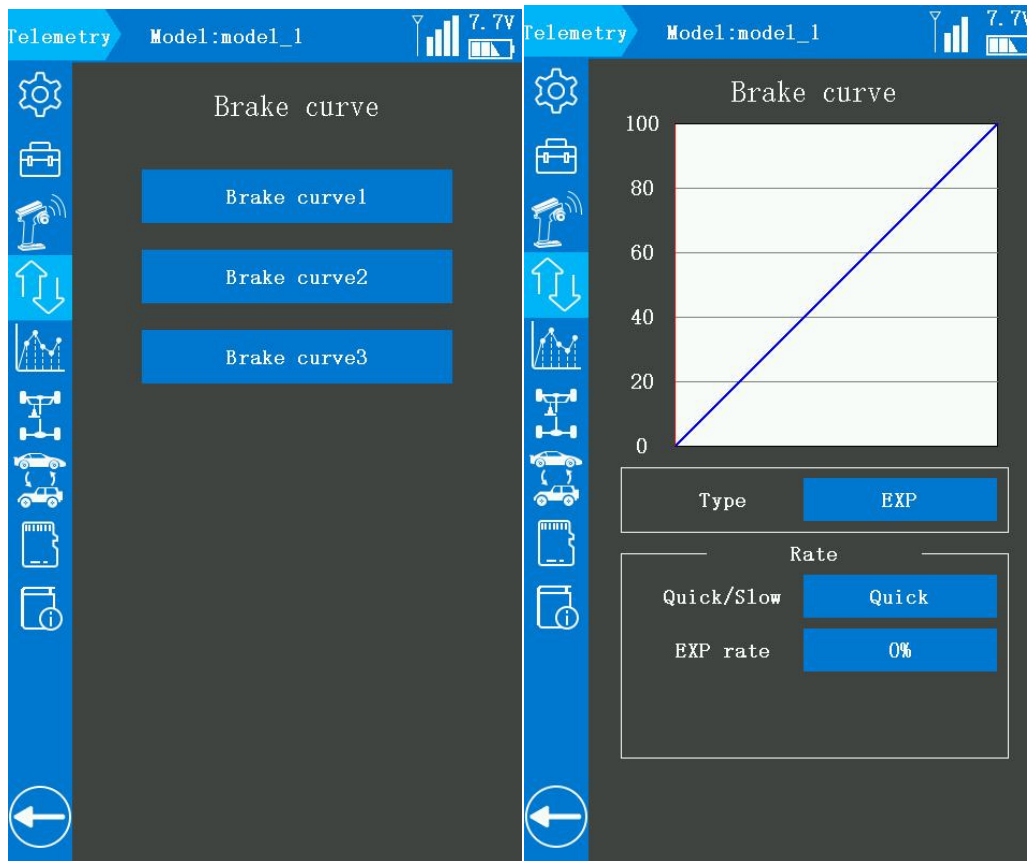 Telemetry Model:model_1 7.7V
Brake curve
Brake curve1
Brake curve2
Brake curve3
Telemetry Model:model_1 7.7V
Brake curve
100
80
60
40
20
0
Type EXP
Rate
Quick/Slow Quick
EXP rate 0%